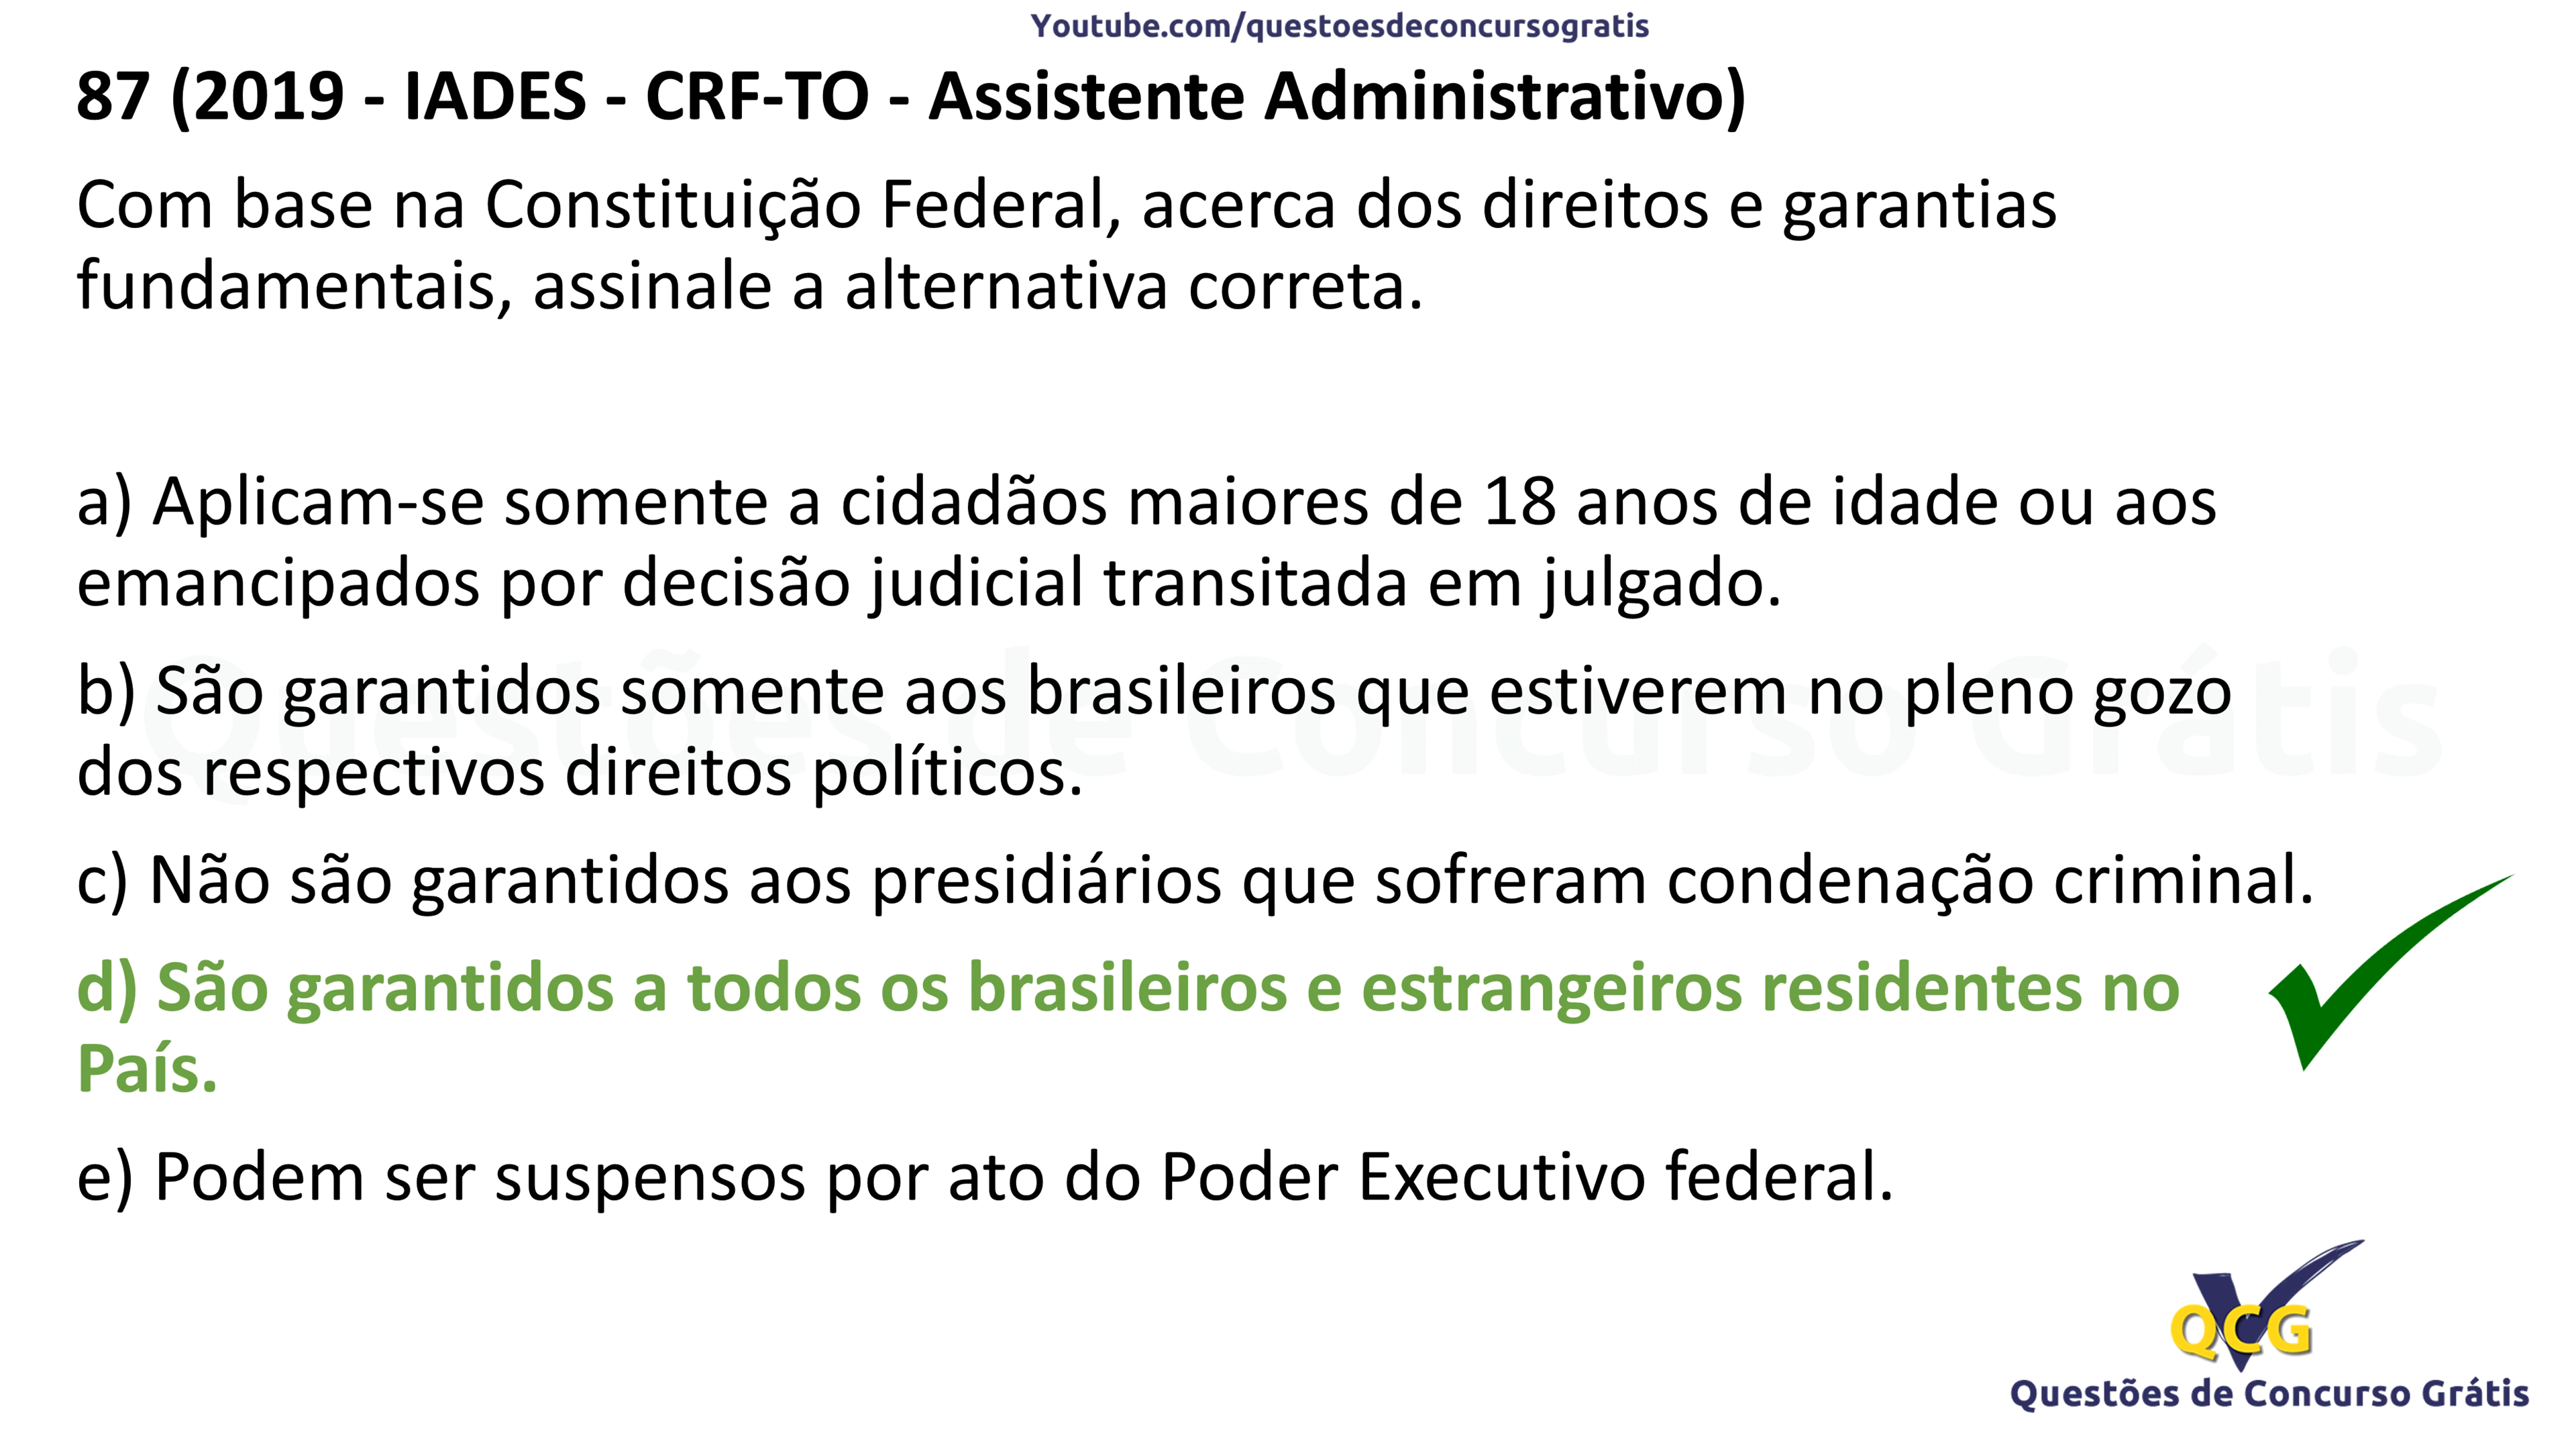 Youtube.com/questoesdeconcursogratis
87 (2019 - IADES - CRF-TO - Assistente Administrativo)
Com base na Constituição Federal, acerca dos direitos e garantias
fundamentais, assinale a alternativa correta.
a) Aplicam-se somente a cidadãos maiores de 18 anos de idade ou aos
emancipados por decisão judicial transitada em julgado.
Questões de Concurso Grátis
b) São garantidos somente aos brasileiros que estiverem no pleno gozo
dos respectivos direitos políticos.
c) Não são garantidos aos presidiários que sofreram condenação criminal.
d) São garantidos a todos os brasileiros e estrangeiros residentes no
País.
e) Podem ser suspensos por ato do Poder Executivo federal.
QCG
Questões de Concurso Grátis